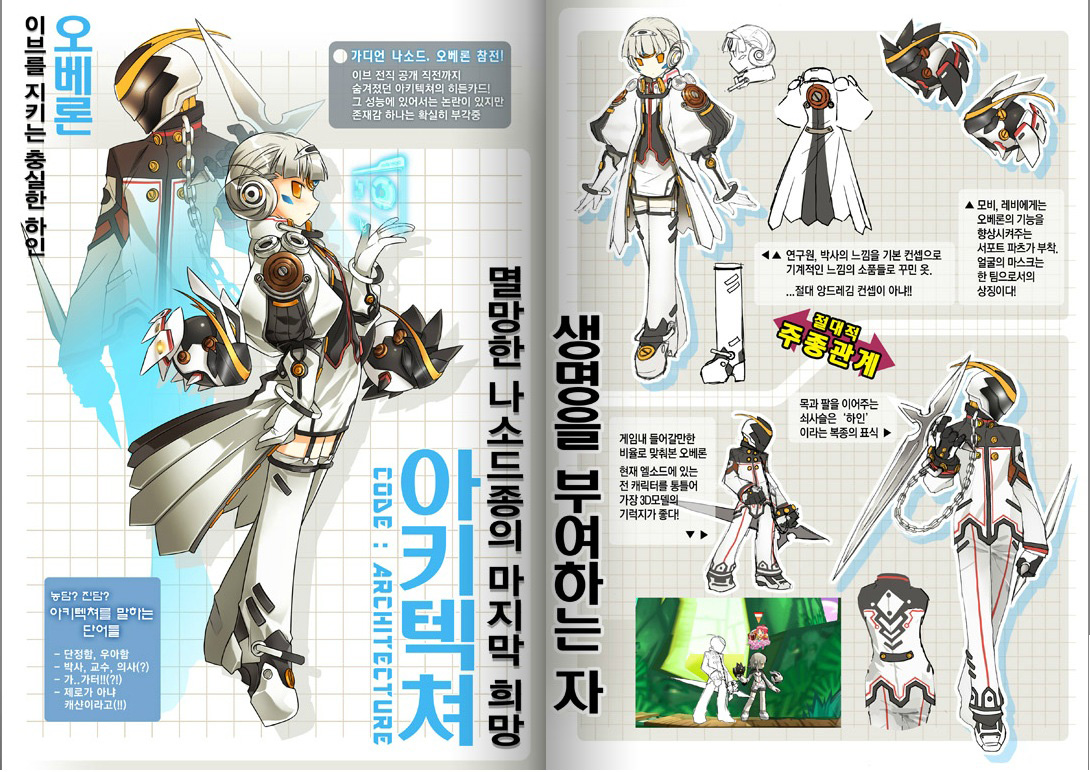 이브를 지키는 충실한 하인
오베론
가디언 나소드. 오베론 참전!
이브 전직 공개 직전까지
숨겨졌던 아키텍쳐의 히든카드!
그 성능에 있어서는 논란이 있지만
존재감 하나는 확실히 부각중
멸망한 나소드종의 마지막 희망
아키텍쳐
CODE : ARCHITECTURE
농담? 진담?
아키텍쳐를 말하는
단어들
- 단정함, 우아함
- 박사, 교수, 의사(?)
- 가..가터!!(?!)
- 제로가 아냐
캐샨이라고(!!)
생명을 부여하는 자
▲ 모비, 레비에게는
오베론의 기능을
향상시켜주는
서포트 파츠가 부착.
얼굴의 마스크는
한 팀으로서의
상징이다!
◀▲ 연구원, 박사의 느낌을 기본 컨셉으로
기계적인 느낌의 소품들로 꾸민 옷.
...절대 앙드레김 컨셉이 아냐!!
절대적
주종관계
목과 팔을 이어주는
쇠사슬은 '하인'
이라는 복종의 표식 ▶
게임내 들어갈만한
비율로 맞춰본 오베론
현재 엘소드에 있는
전 캐릭터를 통틀어
가장 3D모델의
기럭지가 좋다!
▼ ▶